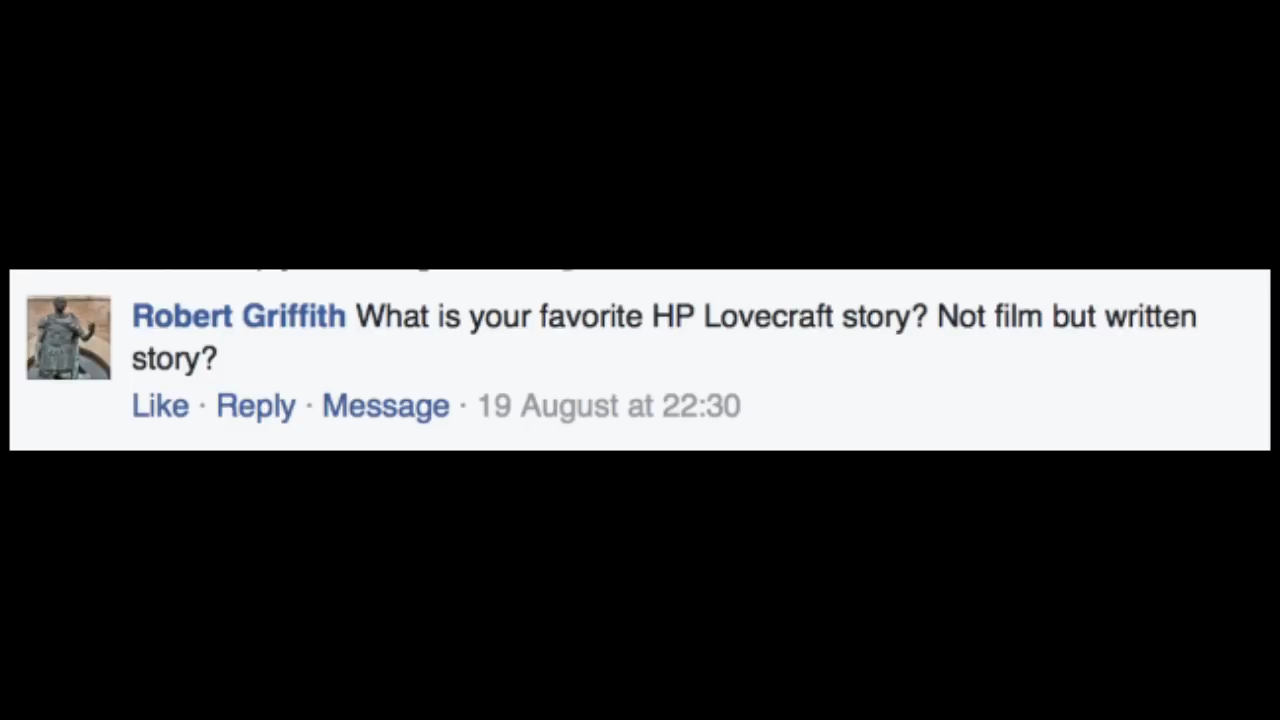 Robert Griffith What is your favorite HP Lovecraft story? Not film but written
story?
Like · Reply · Message · 19 August at 22:30